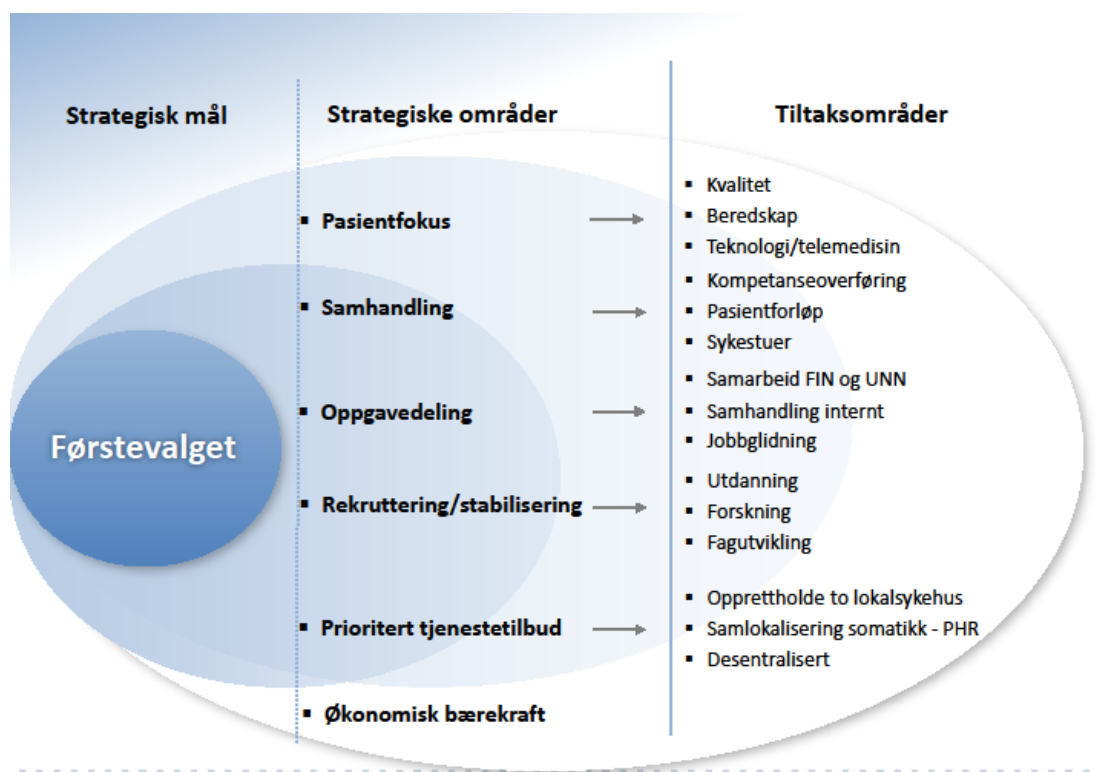 Strategisk mål
Strategiske områder
Tiltaksområder
Førstevalget
▪ Pasientfokus
▪ Kvalitet
▪ Beredskap
▪ Teknologi/telemedisin
▪ Samhandling
▪ Kompetanseoverføring
▪ Pasientforløp
▪ Sykestuer
▪ Oppgavedeling
▪ Samarbeid FIN og UNN
▪ Samhandling internt
▪ Jobbglidning
▪ Rekruttering/stabilisering
▪ Utdanning
▪ Forskning
▪ Fagutvikling
▪ Prioritert tjenestetilbud
▪ Opprettholde to lokalsykehus
▪ Samlokalisering somatikk - PHR
▪ Desentralisert
▪ Økonomisk bærekraft